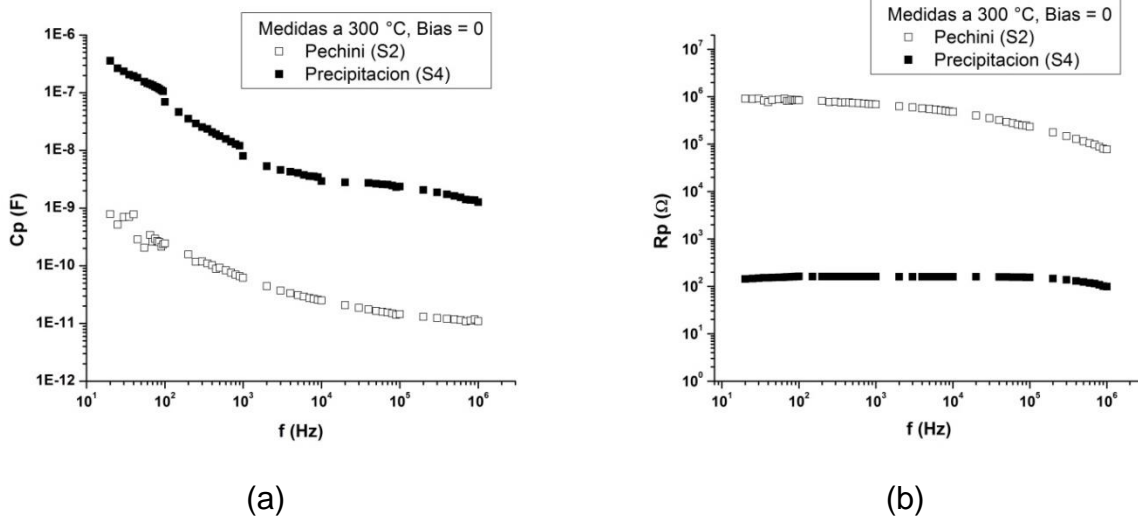 Medidas a 300 °C, Bias = 0
Pechini (S2)
Precipitacion (S4)
1E-6
1E-7
1E-8
1E-9
1E-10
1E-11
1E-12
Cp (F)
10¹ 10² 10³ 10⁴ 10⁵ 10⁶
f (Hz)
(a)
Medidas a 300 °C, Bias = 0
Pechini (S2)
Precipitacion (S4)
10⁷
10⁶
10⁵
10⁴
10³
10²
10¹
10⁰
Rp (Ω)
10¹ 10² 10³ 10⁴ 10⁵ 10⁶
f (Hz)
(b)